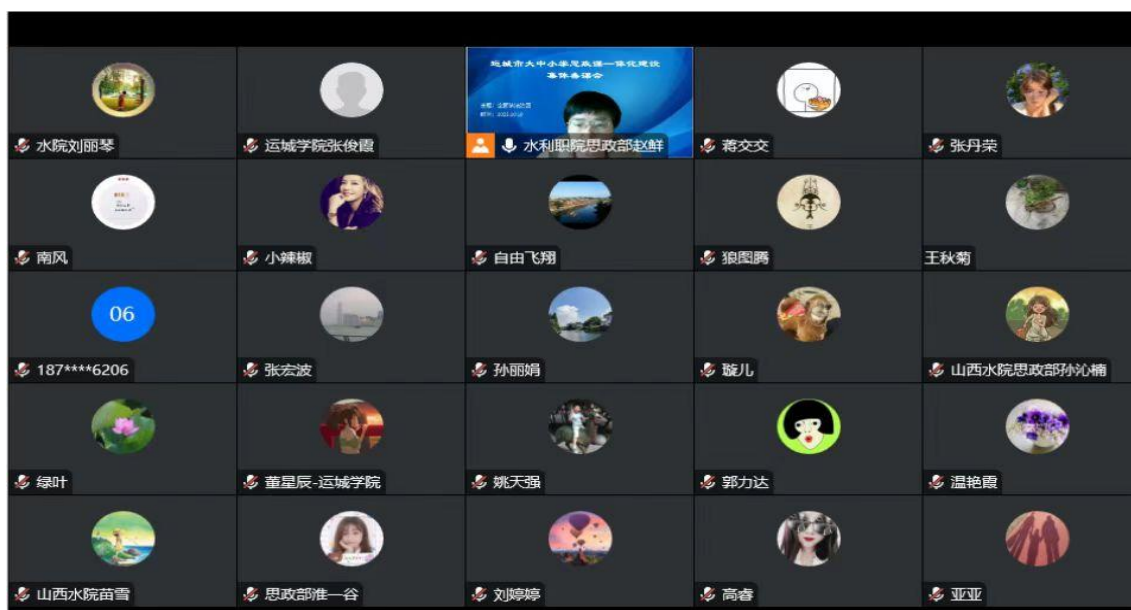 运城市大中小学思政课一体化建设
集体备课会
水院刘丽琴
运城学院张俊霞
水利职院思政部赵鲜
蒋交交
张丹荣
南风
小辣椒
自由飞翔
狼图腾
王秋菊
06
187****6206
张宏波
孙丽娟
璇儿
山西水院思政部孙沁楠
绿叶
董星辰-运城学院
姚天强
郭力达
温艳霞
山西水院苗雪
思政部淮一谷
刘婷婷
高睿
亚亚